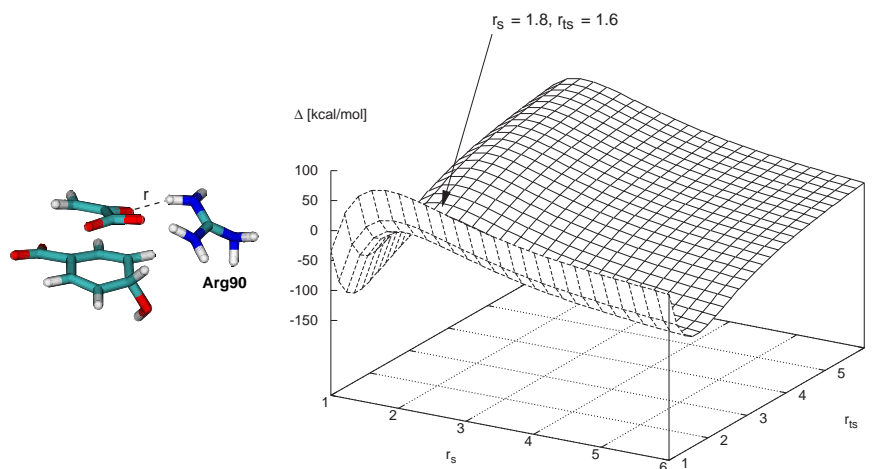 r_s = 1.8, r_ts = 1.6
Δ [kcal/mol]
100
50
0
-50
-100
-150
r
Arg90
1
2
3
4
5
6
r_s
1
2
3
4
5
r_ts